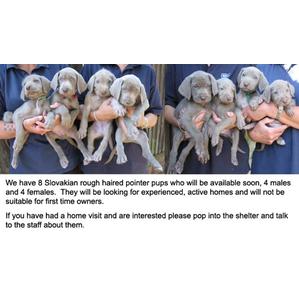 We have 8 Slovakian rough haired pointer pups who will be available soon, 4 males
and 4 females.  They will be looking for experienced, active homes and will not be
suitable for first time owners.
If you have had a home visit and are interested please pop into the shelter and talk
to the staff about them.